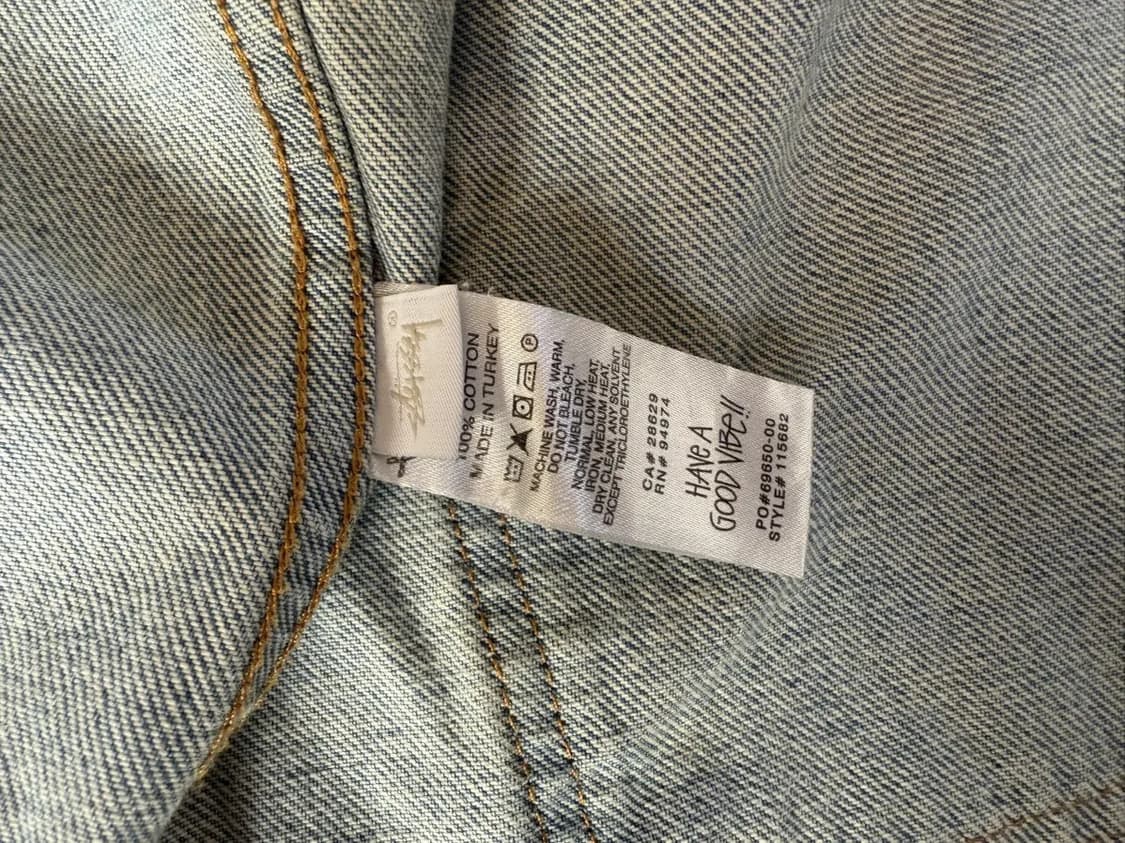 Stüssy
®
100% COTTON
MADE IN TURKEY
P
MACHINE WASH, WARM,
DO NOT BLEACH,
TUMBLE DRY,
NORMAL, LOW HEAT,
IRON, MEDIUM HEAT,
DRY CLEAN, ANY SOLVENT
EXCEPT TRICLOROETHYLENE
CA# 28629
RN# 94974
HAVE A
GOOD VIBE!!
PO#69650-00
STYLE# 115682